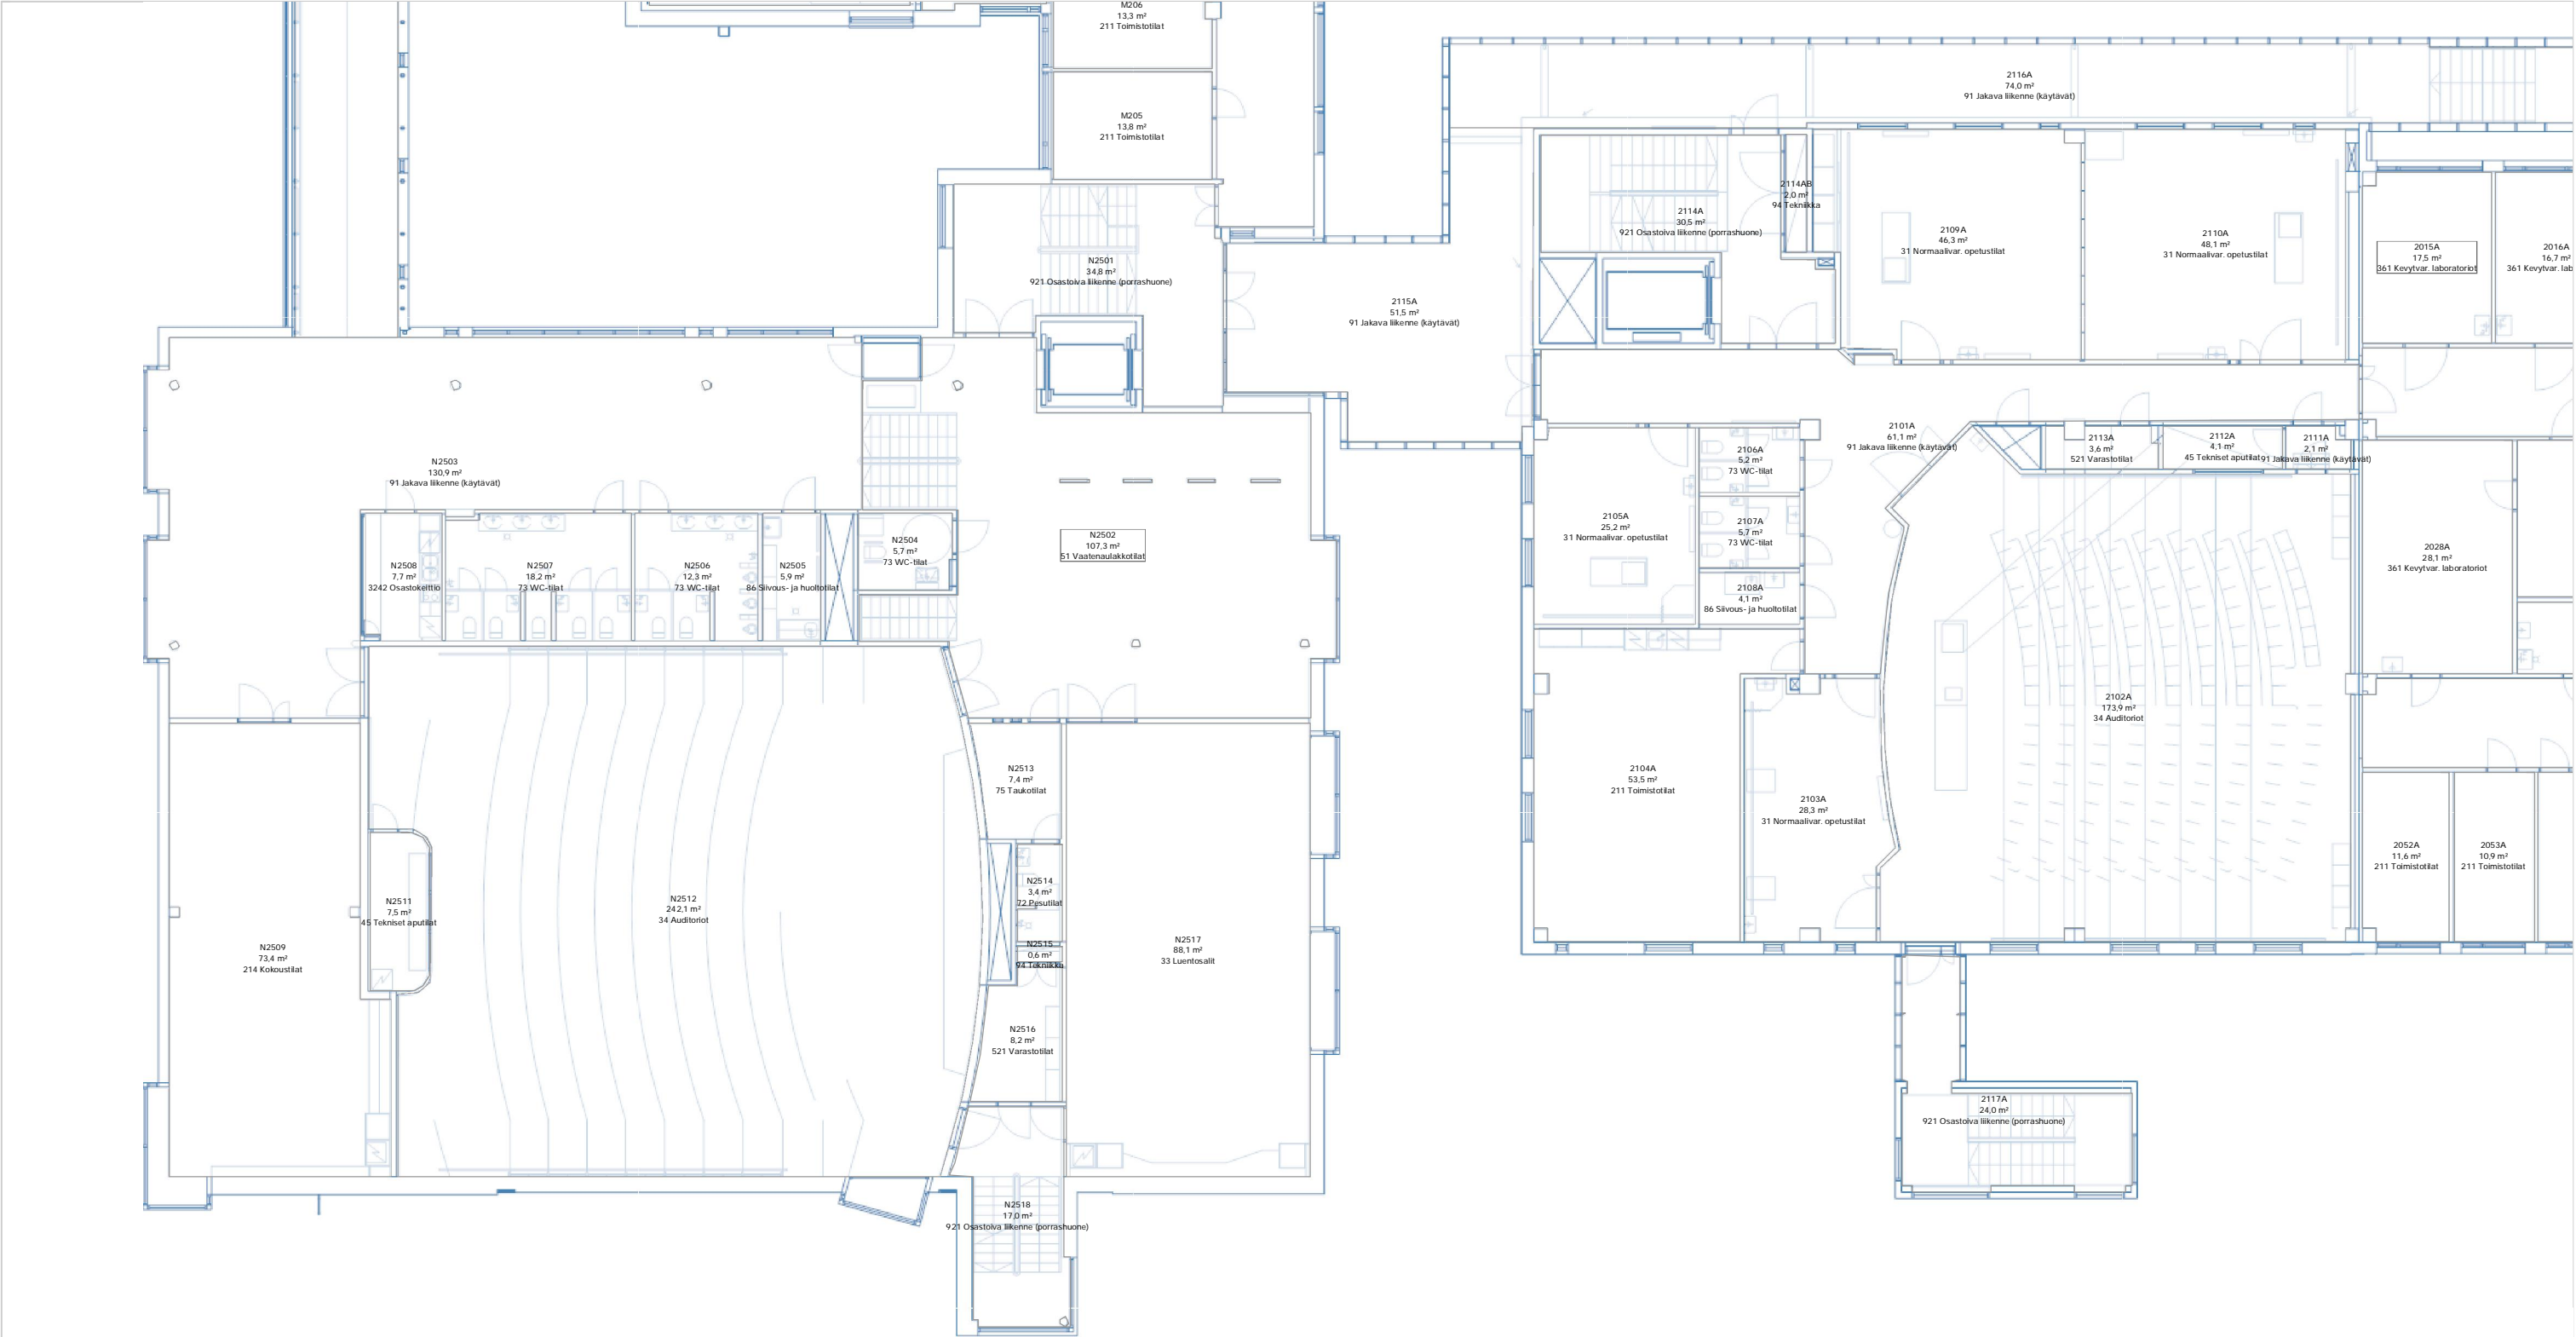 M206
13,3 m²
211 Toimistotilat
M205
13,8 m²
211 Toimistotilat
2116A
74,0 m²
91 Jakava liikenne (käytävät)
2114AB
2,0 m²
94 Tekniikka
2114A
30,5 m²
921 Osastoiva liikenne (porrashuone)
2109A
46,3 m²
31 Normaalivar. opetustilat
2110A
48,1 m²
31 Normaalivar. opetustilat
2015A
17,5 m²
361 Kevytvar. laboratoriot
2016A
16,7 m²
361 Kevytvar. lab
N2501
34,8 m²
921 Osastoiva liikenne (porrashuone)
2115A
51,5 m²
91 Jakava liikenne (käytävät)
N2503
130,9 m²
91 Jakava liikenne (käytävät)
2101A
61,1 m²
91 Jakava liikenne (käytävät)
2113A
3,6 m²
521 Varastotilat
2112A
4,1 m²
45 Tekniset aputilat
2111A
2,1 m²
91 Jakava liikenne (käytävät)
2106A
5,2 m²
73 WC-tilat
2105A
25,2 m²
31 Normaalivar. opetustilat
2107A
5,7 m²
73 WC-tilat
2108A
4,1 m²
86 Siivous- ja huoltotilat
2028A
28,1 m²
361 Kevytvar. laboratoriot
N2508
7,7 m²
3242 Osastokeittiö
N2507
18,2 m²
73 WC-tilat
N2506
12,3 m²
73 WC-tilat
N2505
5,9 m²
86 Siivous- ja huoltotilat
N2504
5,7 m²
73 WC-tilat
N2502
107,3 m²
51 Vaatenaulakkotilat
2102A
173,9 m²
34 Auditoriot
N2513
7,4 m²
75 Taukotilat
2104A
53,5 m²
211 Toimistotilat
2103A
28,3 m²
31 Normaalivar. opetustilat
2052A
11,6 m²
211 Toimistotilat
2053A
10,9 m²
211 Toimistotilat
N2511
7,5 m²
45 Tekniset aputilat
N2512
242,1 m²
34 Auditoriot
N2514
3,4 m²
72 Pesutilat
N2515
0,6 m²
94 Tekniikka
N2509
73,4 m²
214 Kokoustilat
N2517
88,1 m²
33 Luentosalit
N2516
8,2 m²
521 Varastotilat
2117A
24,0 m²
921 Osastoiva liikenne (porrashuone)
N2518
17,0 m²
921 Osastoiva liikenne (porrashuone)